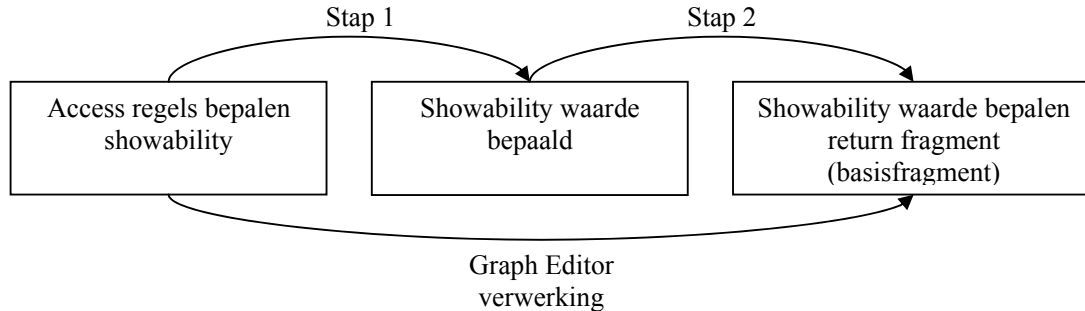 Stap 1
Stap 2
Access regels bepalen
showability
Showability waarde
bepaald
Showability waarde bepalen
return fragment
(basisfragment)
Graph Editor
verwerking